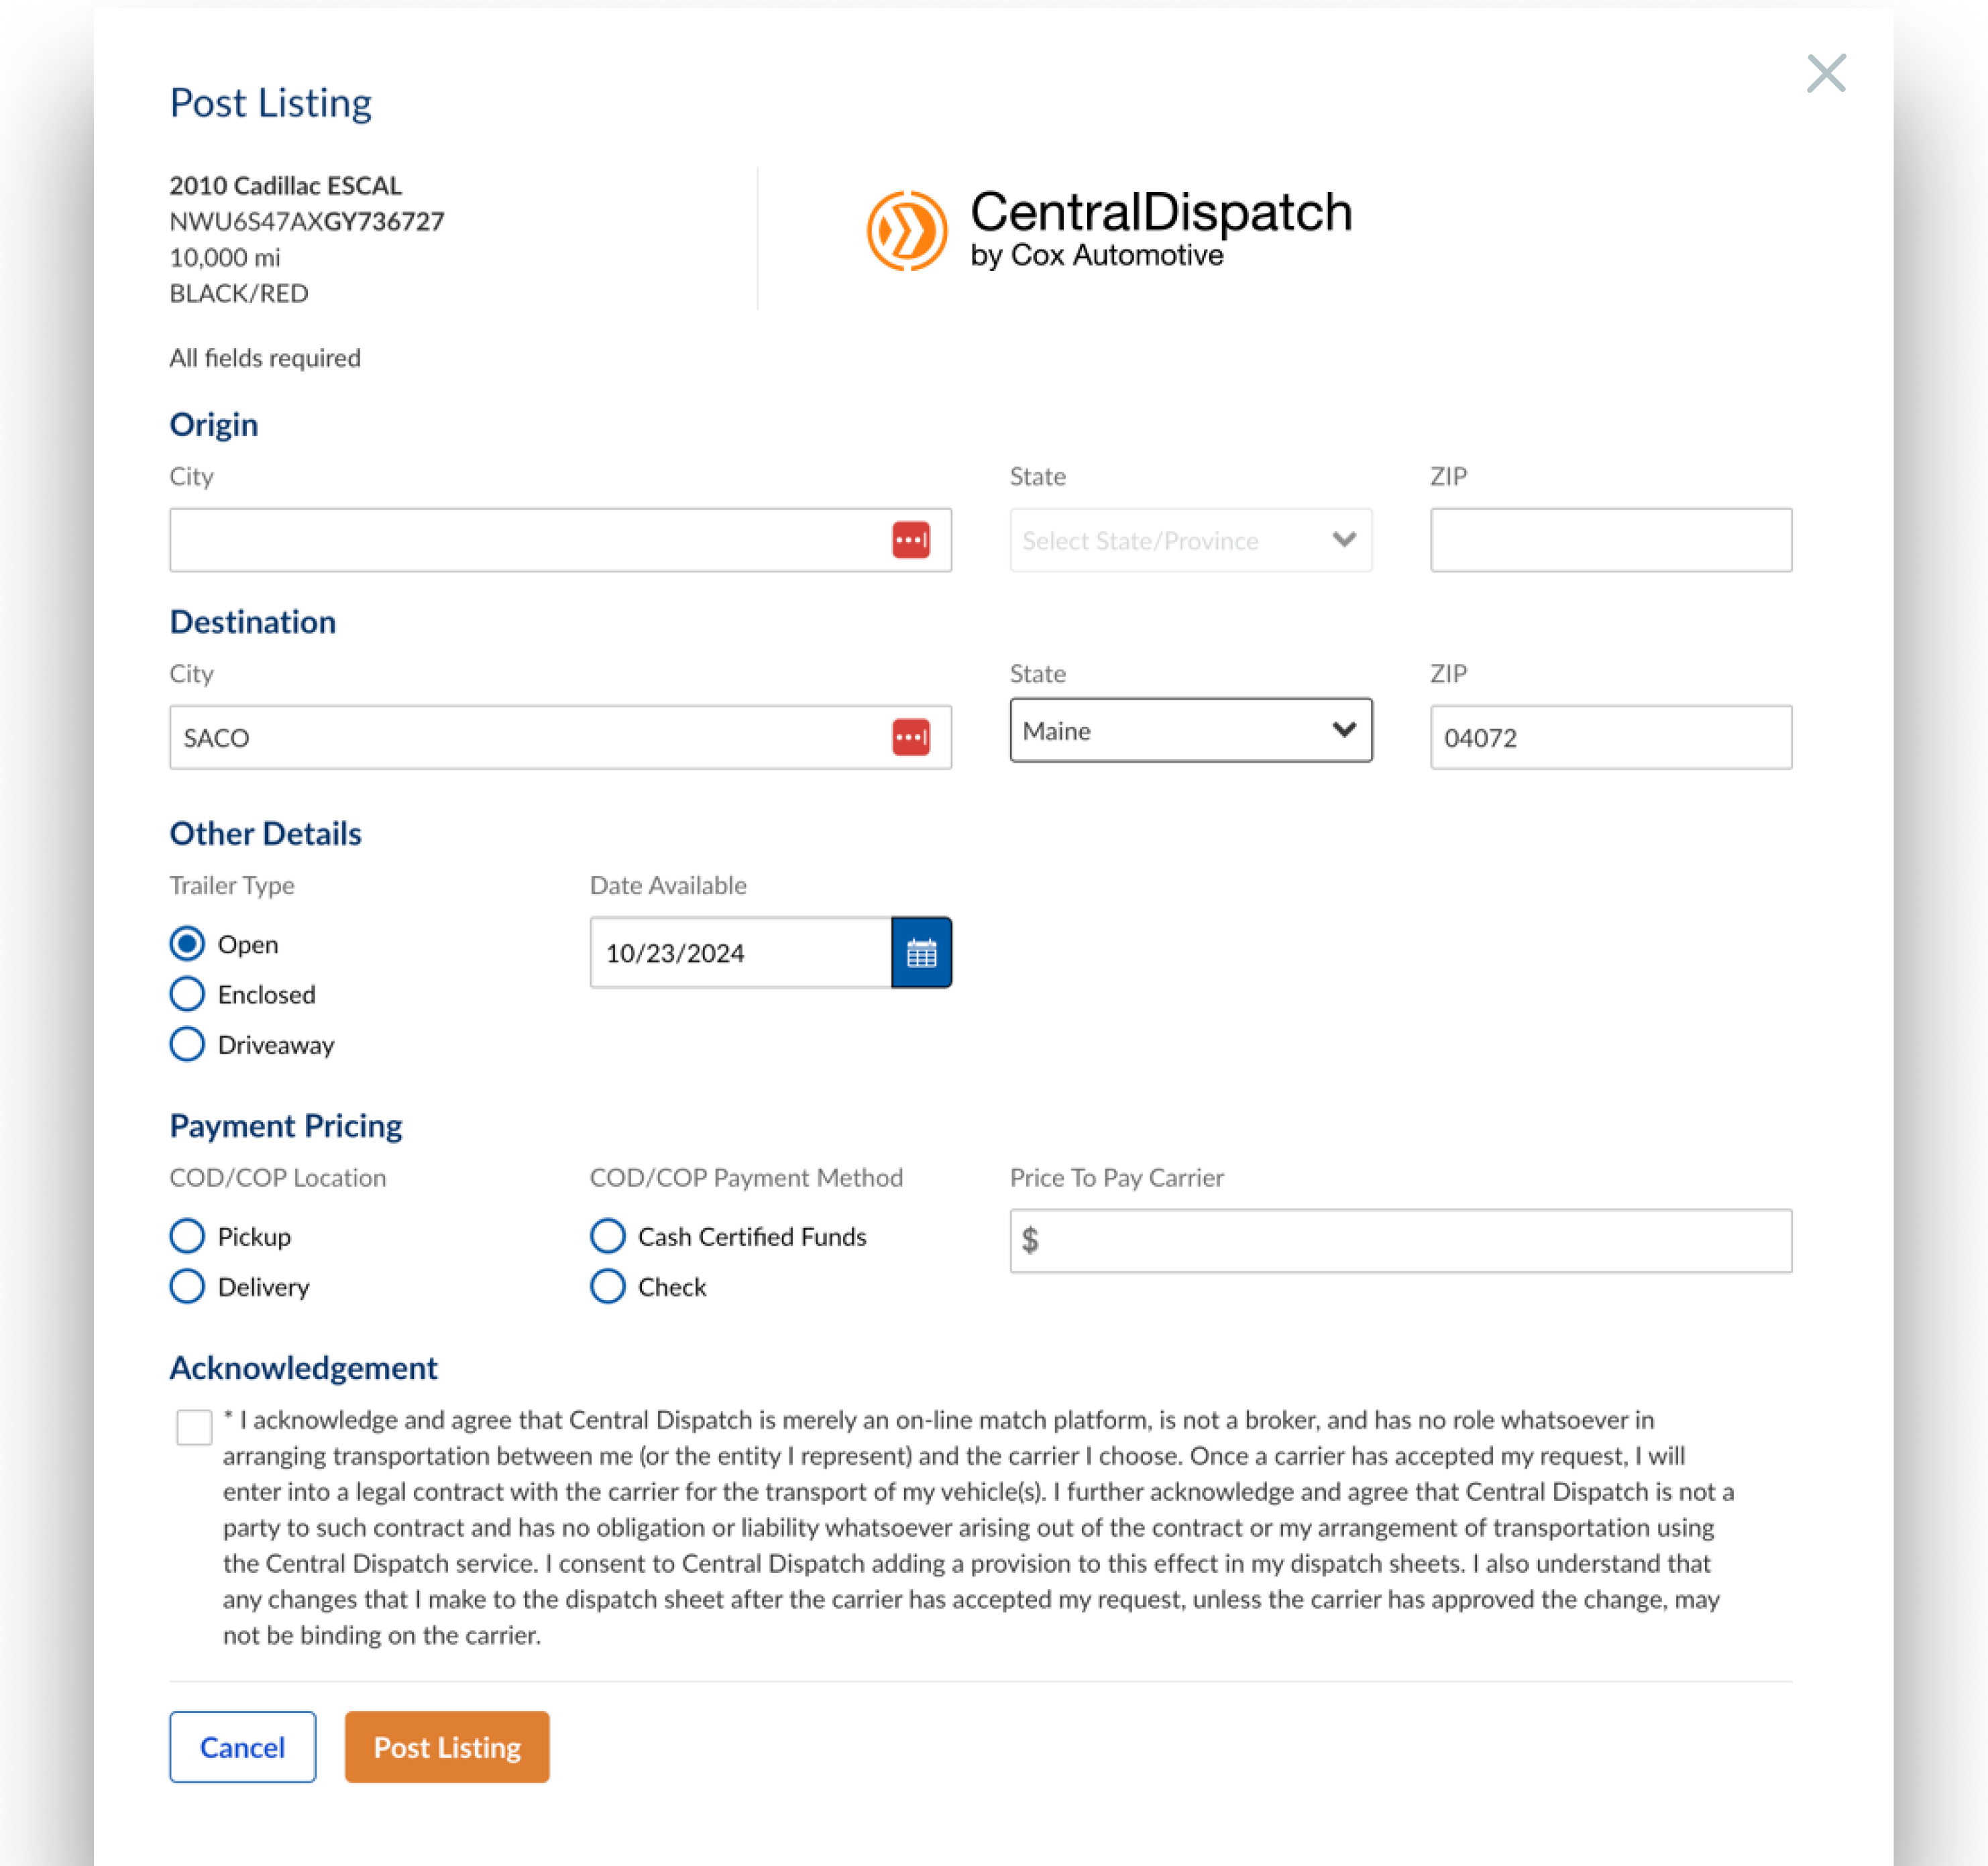 Post Listing
2010 Cadillac ESCAL
NWU6S47AXGY736727
10,000 mi
BLACK/RED
CentralDispatch
by Cox Automotive
All fields required
Origin
City State ZIP
Select State/Province
Destination
City State ZIP
SACO Maine 04072
Other Details
Trailer Type Date Available
Open 10/23/2024
Enclosed
Driveaway
Payment Pricing
COD/COP Location COD/COP Payment Method Price To Pay Carrier
Pickup Cash Certified Funds $
Delivery Check
Acknowledgement
* I acknowledge and agree that Central Dispatch is merely an on-line match platform, is not a broker, and has no role whatsoever in
arranging transportation between me (or the entity I represent) and the carrier I choose. Once a carrier has accepted my request, I will
enter into a legal contract with the carrier for the transport of my vehicle(s). I further acknowledge and agree that Central Dispatch is not a
party to such contract and has no obligation or liability whatsoever arising out of the contract or my arrangement of transportation using
the Central Dispatch service. I consent to Central Dispatch adding a provision to this effect in my dispatch sheets. I also understand that
any changes that I make to the dispatch sheet after the carrier has accepted my request, unless the carrier has approved the change, may
not be binding on the carrier.
Cancel Post Listing